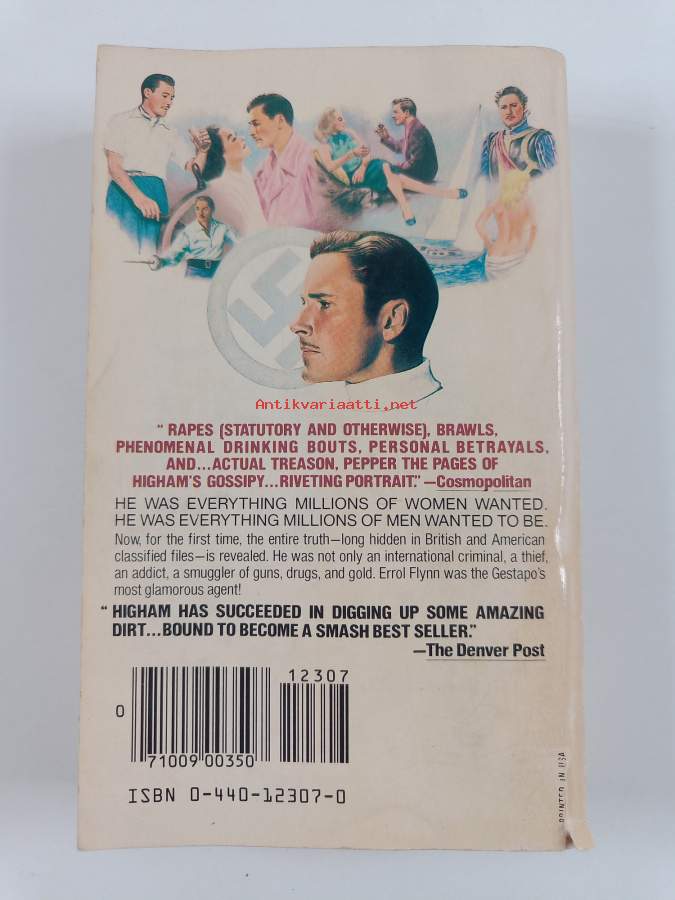 Antikvariaatti.net
“ RAPES (STATUTORY AND OTHERWISE), BRAWLS,
PHENOMENAL DRINKING BOUTS, PERSONAL BETRAYALS,
AND...ACTUAL TREASON, PEPPER THE PAGES OF
HIGHAM'S GOSSIPY...RIVETING PORTRAIT.” —Cosmopolitan
HE WAS EVERYTHING MILLIONS OF WOMEN WANTED.
HE WAS EVERYTHING MILLIONS OF MEN WANTED TO BE.
Now, for the first time, the entire truth—long hidden in British and American
classified files—is revealed. He was not only an international criminal, a thief,
an addict, a smuggler of guns, drugs, and gold. Errol Flynn was the Gestapo's
most glamorous agent!
“ HIGHAM HAS SUCCEEDED IN DIGGING UP SOME AMAZING
DIRT...BOUND TO BECOME A SMASH BEST SELLER.”
—The Denver Post
12307
0
71009 00350
ISBN 0-440-12307-0
PRINTED IN USA